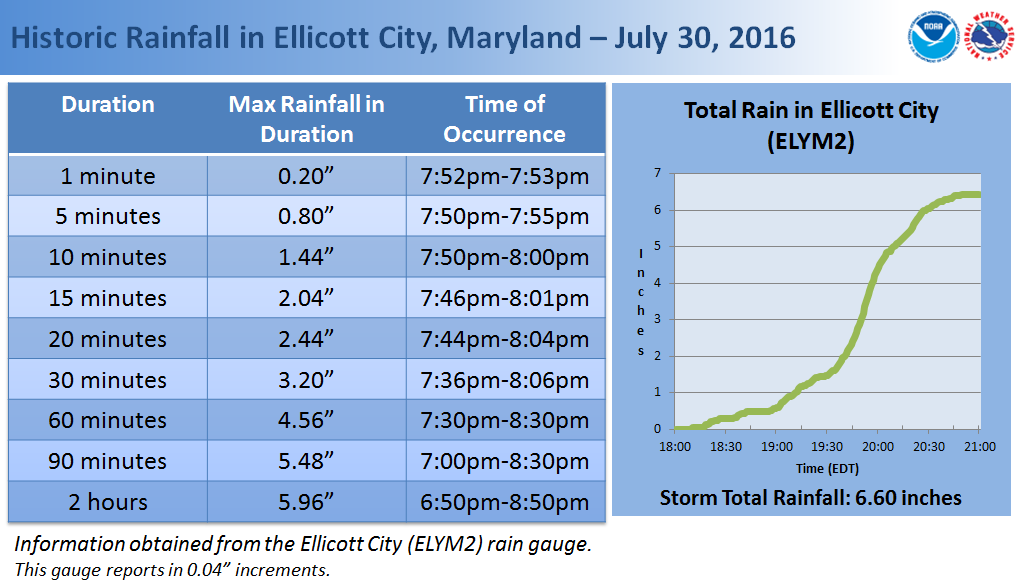 Historic Rainfall in Ellicott City, Maryland – July 30, 2016
NOAA
NATIONAL WEATHER SERVICE
Duration
Max Rainfall in Duration
Time of Occurrence
1 minute 0.20” 7:52pm-7:53pm
5 minutes 0.80” 7:50pm-7:55pm
10 minutes 1.44” 7:50pm-8:00pm
15 minutes 2.04” 7:46pm-8:01pm
20 minutes 2.44” 7:44pm-8:04pm
30 minutes 3.20” 7:36pm-8:06pm
60 minutes 4.56” 7:30pm-8:30pm
90 minutes 5.48” 7:00pm-8:30pm
2 hours 5.96” 6:50pm-8:50pm
Information obtained from the Ellicott City (ELYM2) rain gauge.
This gauge reports in 0.04” increments.
Total Rain in Ellicott City
(ELYM2)
Inches
7
6
5
4
3
2
1
0
18:00 18:30 19:00 19:30 20:00 20:30 21:00
Time (EDT)
Storm Total Rainfall: 6.60 inches